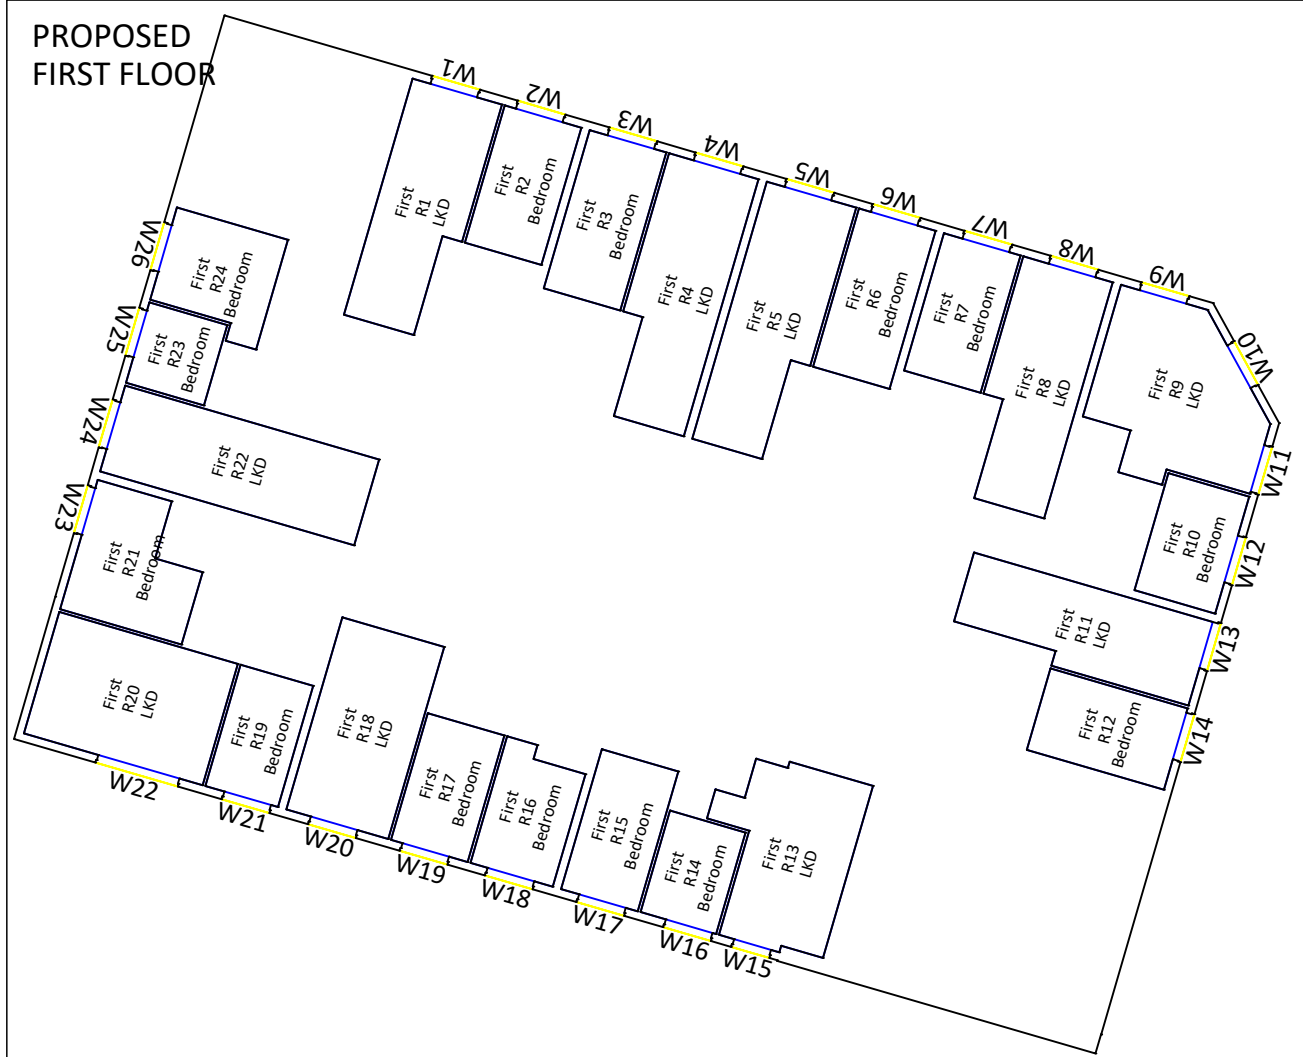 PROPOSED
FIRST FLOOR
W1
W2
W3
W4
W5
W6
W7
W8
W9
W10
W11
W12
W13
W14
W15
W16
W17
W18
W19
W20
W21
W22
W23
W24
W25
W26
First
R1
LKD
First
R2
Bedroom
First
R3
Bedroom
First
R4
LKD
First
R5
LKD
First
R6
Bedroom
First
R7
Bedroom
First
R8
LKD
First
R9
LKD
First
R10
Bedroom
First
R11
LKD
First
R12
Bedroom
First
R13
LKD
First
R14
Bedroom
First
R15
Bedroom
First
R16
Bedroom
First
R17
Bedroom
First
R18
LKD
First
R19
Bedroom
First
R20
LKD
First
R21
Bedroom
First
R22
LKD
First
R23
Bedroom
First
R24
Bedroom